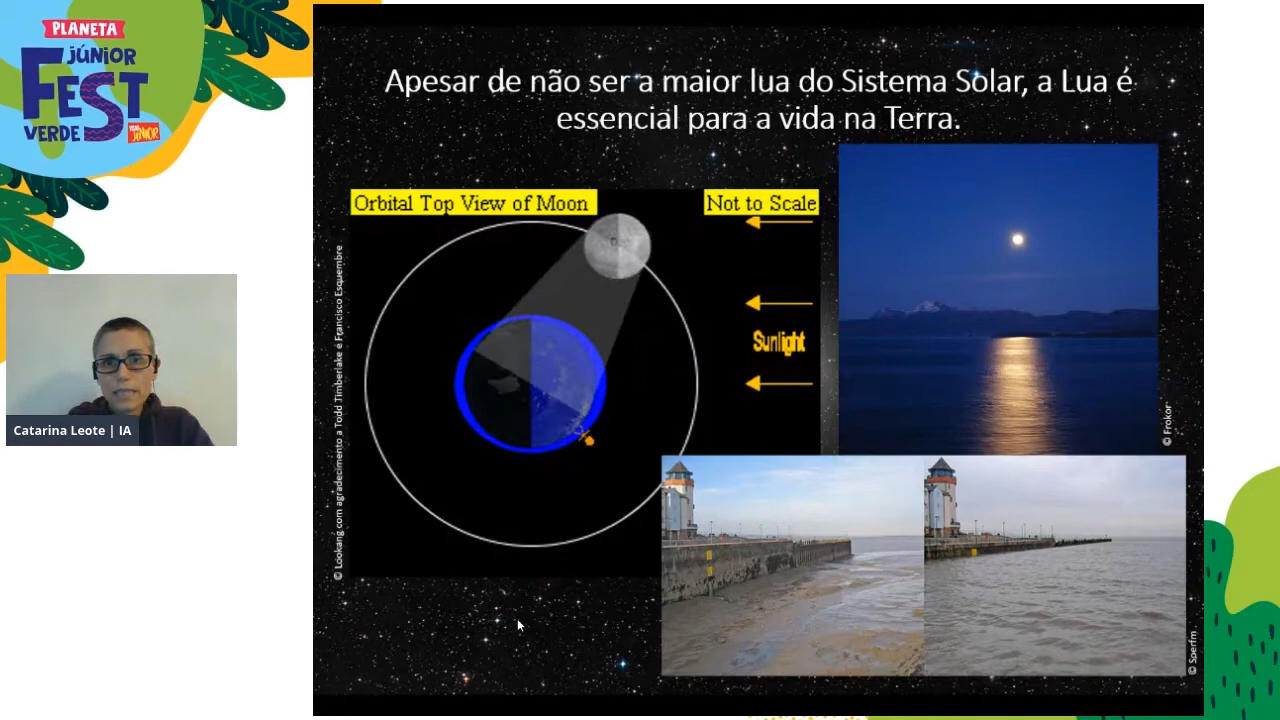 PLANETA
JÚNIOR
FEST
VERDE
JÚNIOR
Catarina Leote | IA
Apesar de não ser a maior lua do Sistema Solar, a Lua é
essencial para a vida na Terra.
Orbital Top View of Moon
Not to Scale
Sunlight
© Lookang com agradecimento a Todd Timberlake e Francisco Esquembre
© Frokor
© Sperfm